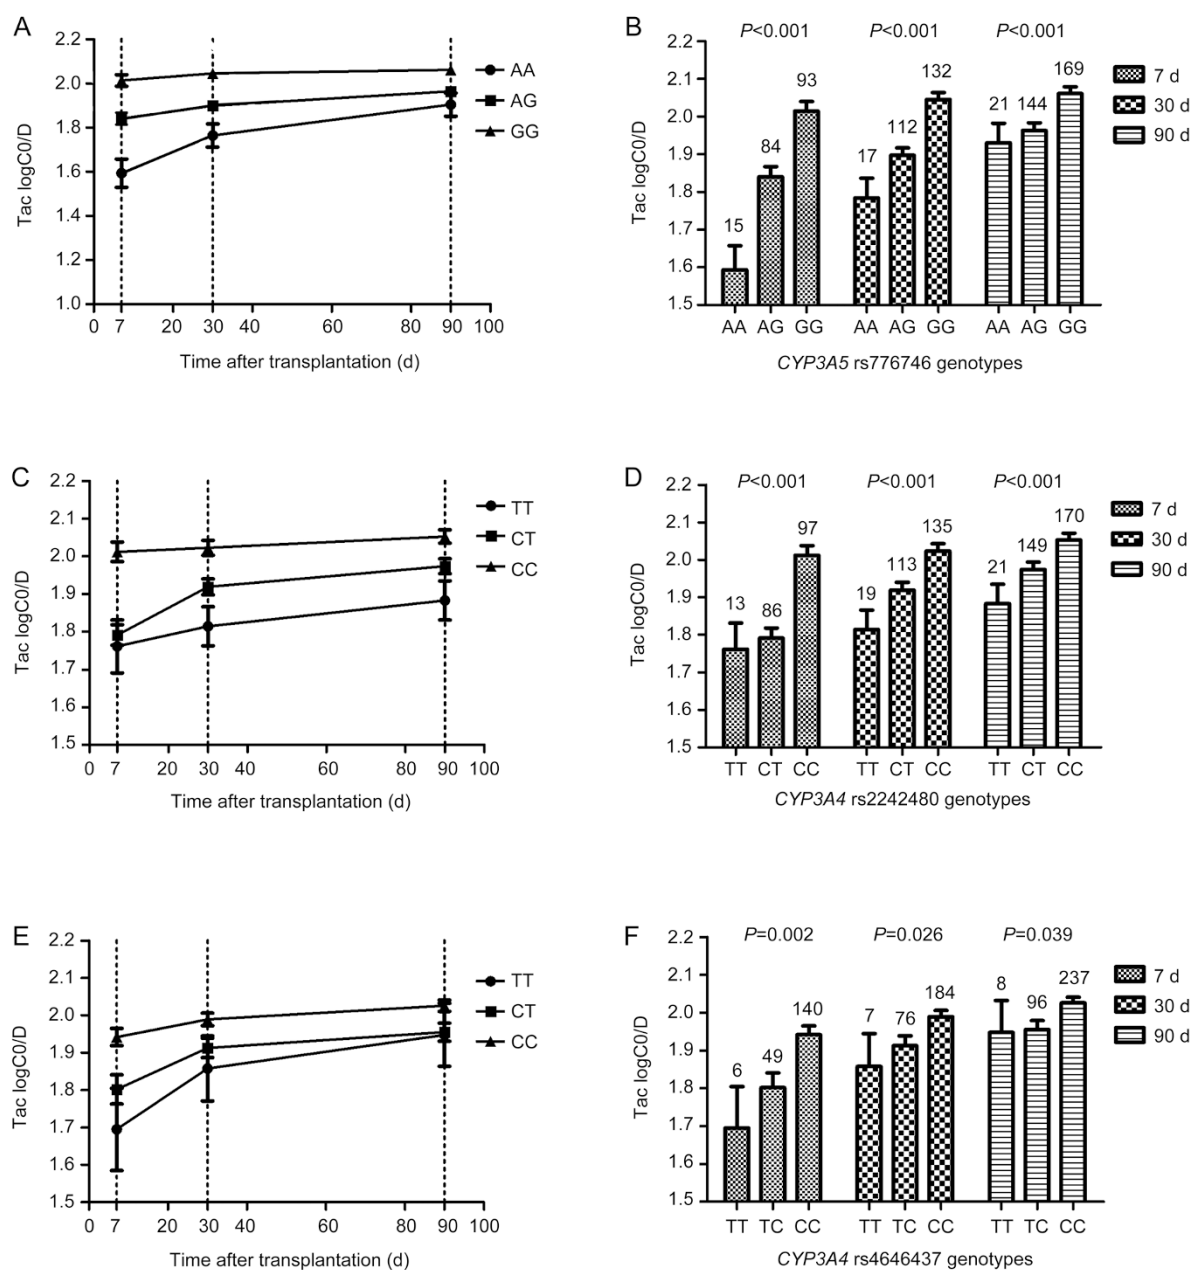 A
2.2
2.0
1.8
1.6
1.4
1.2
1.0
Tac logC0/D
0 7 20 30 40 60 80 90 100
Time after transplantation (d)
AA
AG
GG
B
P<0.001 P<0.001 P<0.001
2.2
2.1
2.0
1.9
1.8
1.7
1.6
1.5
Tac logC0/D
15 84 93 17 112 132 21 144 169
AA AG GG AA AG GG AA AG GG
CYP3A5 rs776746 genotypes
7 d
30 d
90 d
C
2.2
2.1
2.0
1.9
1.8
1.7
1.6
1.5
Tac logC0/D
0 7 20 30 40 60 80 90 100
Time after transplantation (d)
TT
CT
CC
D
P<0.001 P<0.001 P<0.001
2.2
2.1
2.0
1.9
1.8
1.7
1.6
1.5
Tac logC0/D
13 86 97 19 113 135 21 149 170
TT CT CC TT CT CC TT CT CC
CYP3A4 rs2242480 genotypes
7 d
30 d
90 d
E
2.2
2.1
2.0
1.9
1.8
1.7
1.6
1.5
Tac logC0/D
0 7 20 30 40 60 80 90 100
Time after transplantation (d)
TT
CT
CC
F
P=0.002 P=0.026 P=0.039
2.2
2.1
2.0
1.9
1.8
1.7
1.6
1.5
Tac logC0/D
6 49 140 7 76 184 8 96 237
TT TC CC TT TC CC TT TC CC
CYP3A4 rs4646437 genotypes
7 d
30 d
90 d